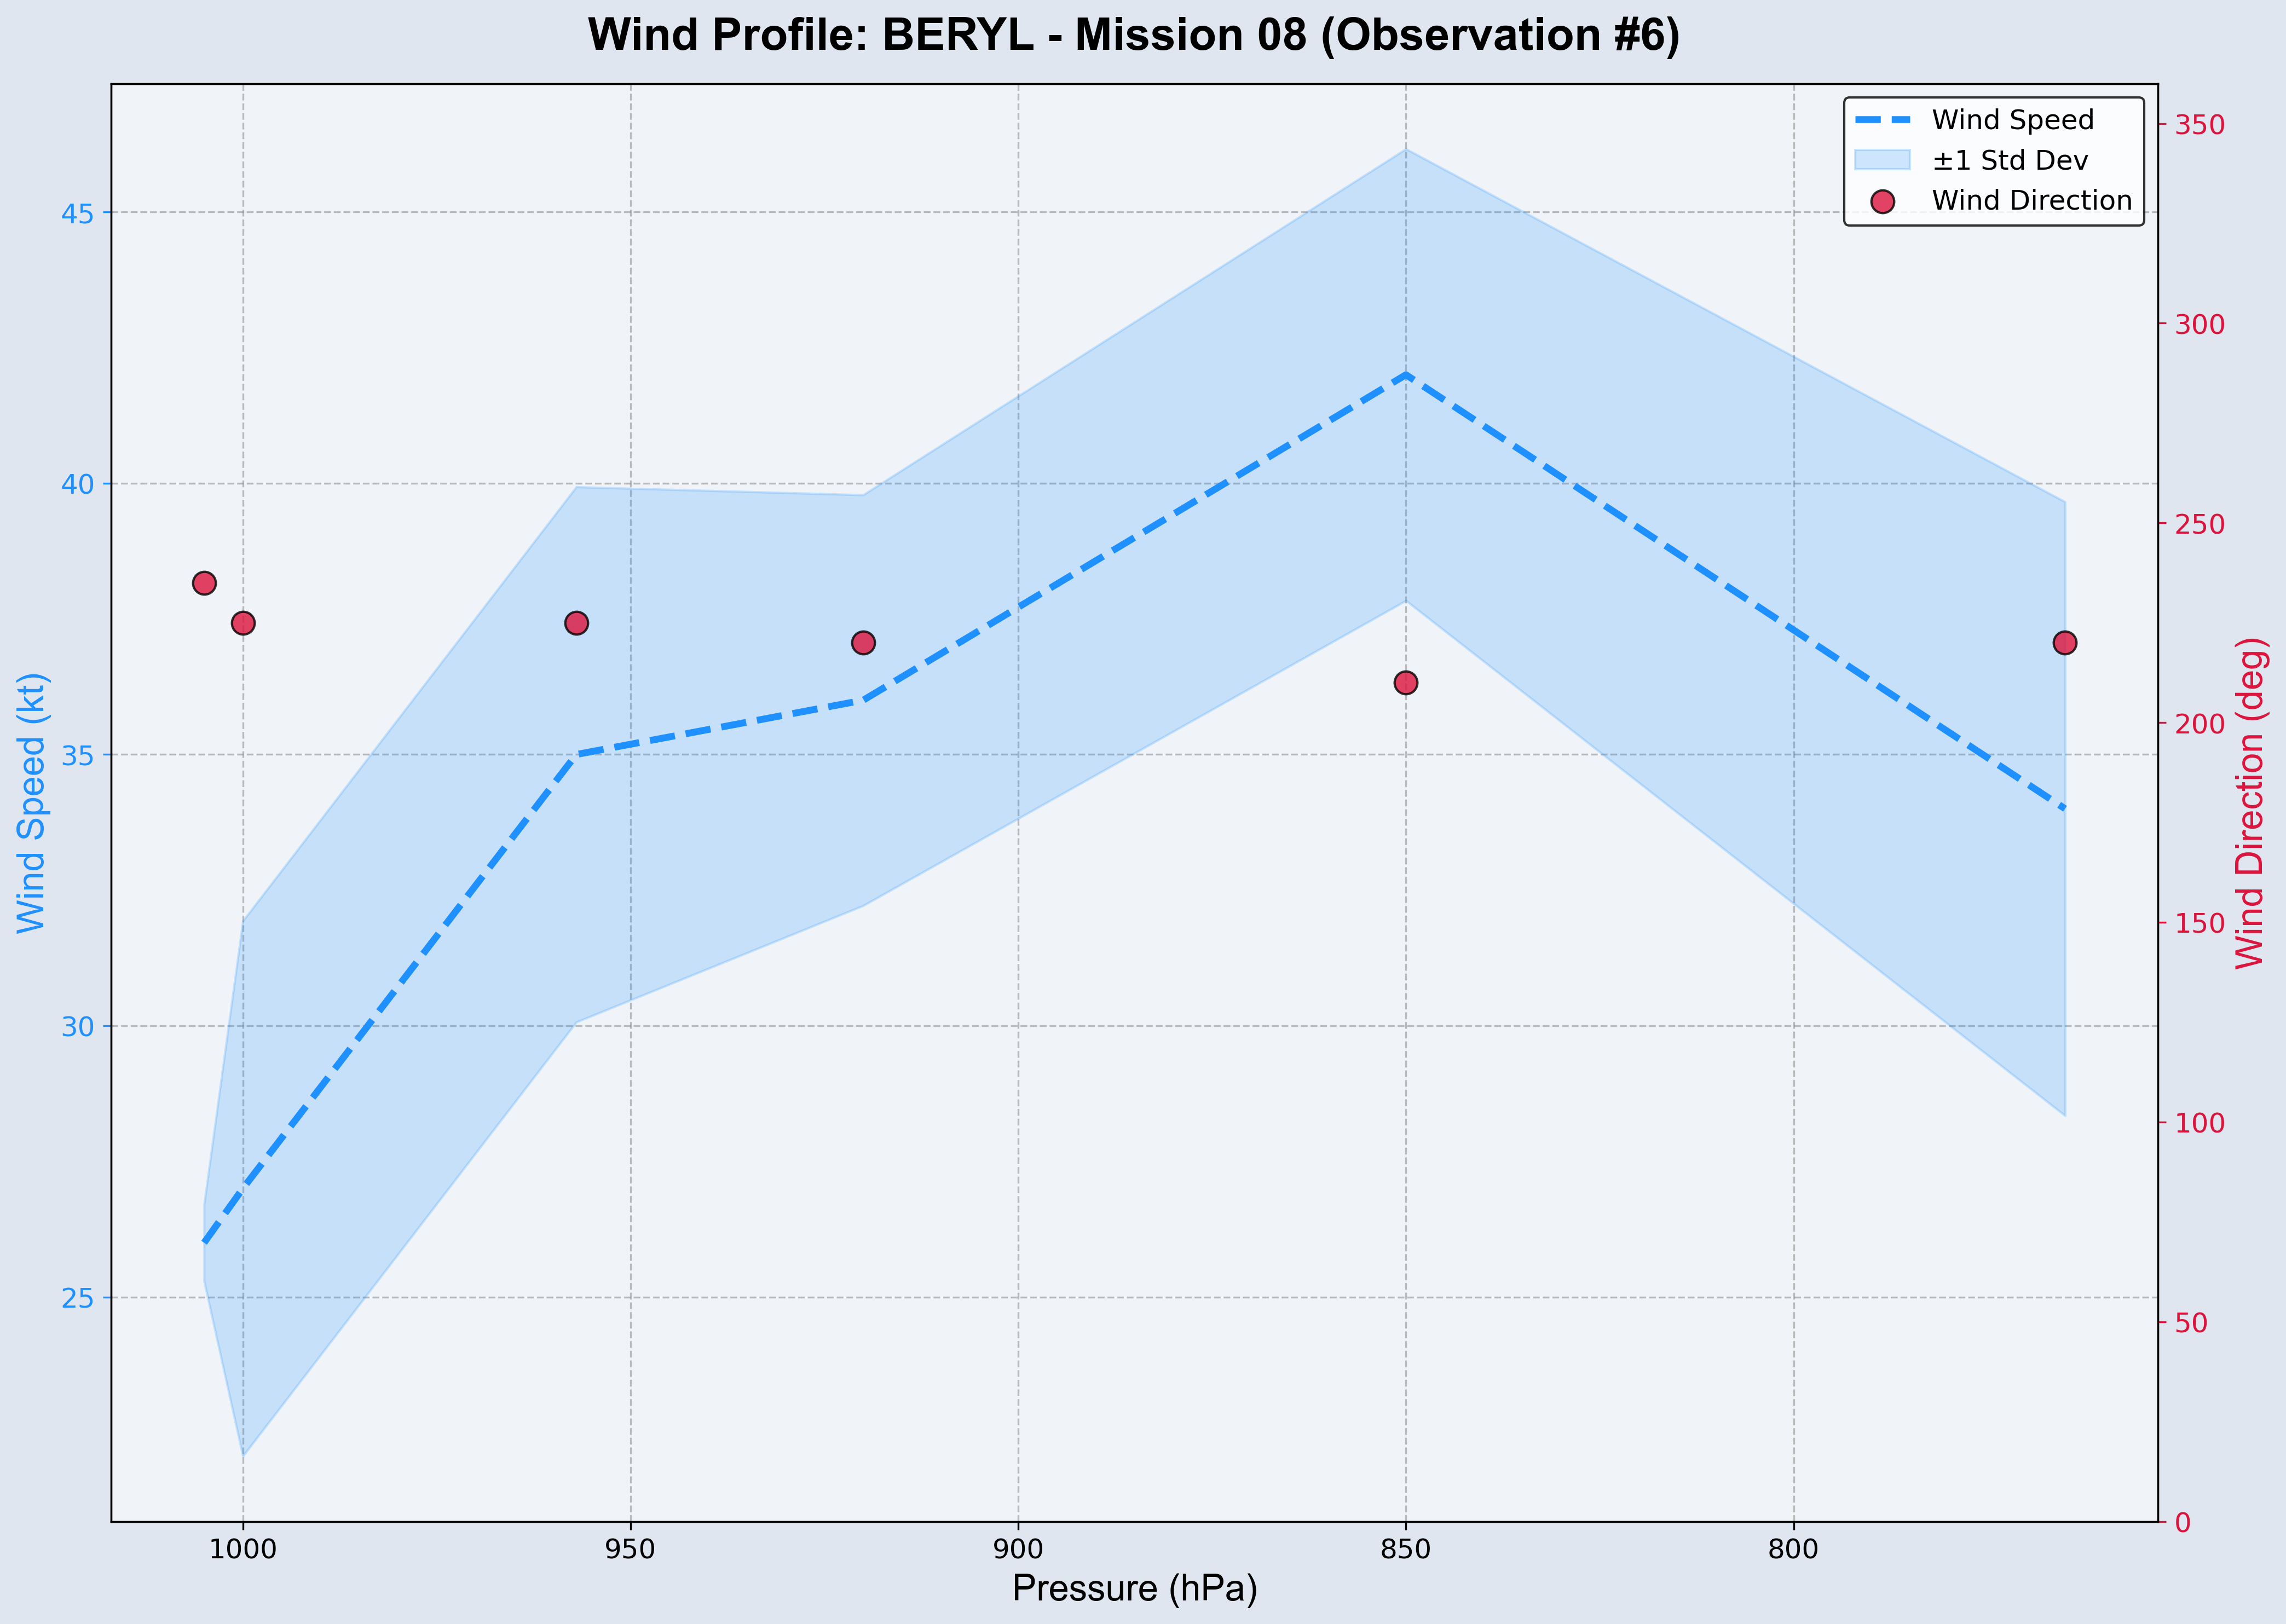 Wind Profile: BERYL - Mission 08 (Observation #6)
Wind Speed
±1 Std Dev
Wind Direction
45
40
35
30
25
Wind Speed (kt)
350
300
250
200
150
100
50
0
Wind Direction (deg)
1000
950
900
850
800
Pressure (hPa)